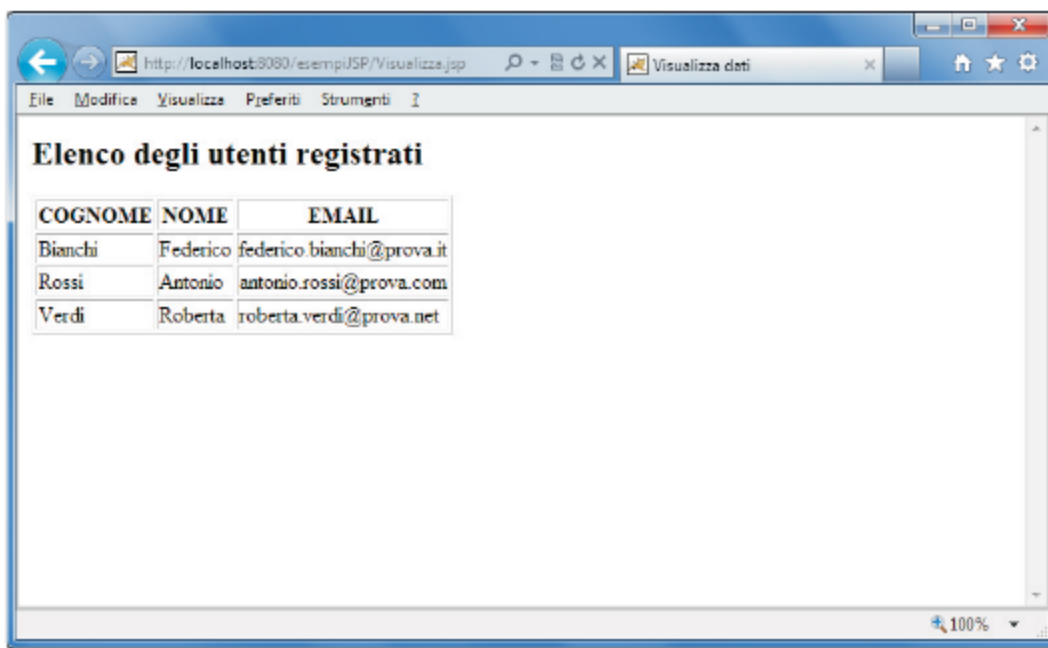 http://localhost:8080/esempiJSP/Visualizza.jsp
Visualizza dati
File Modifica Visualizza Preferiti Strumenti ?
Elenco degli utenti registrati
COGNOME NOME EMAIL
Bianchi Federico federico.bianchi@prova.it
Rossi Antonio antonio.rossi@prova.com
Verdi Roberta roberta.verdi@prova.net
100%